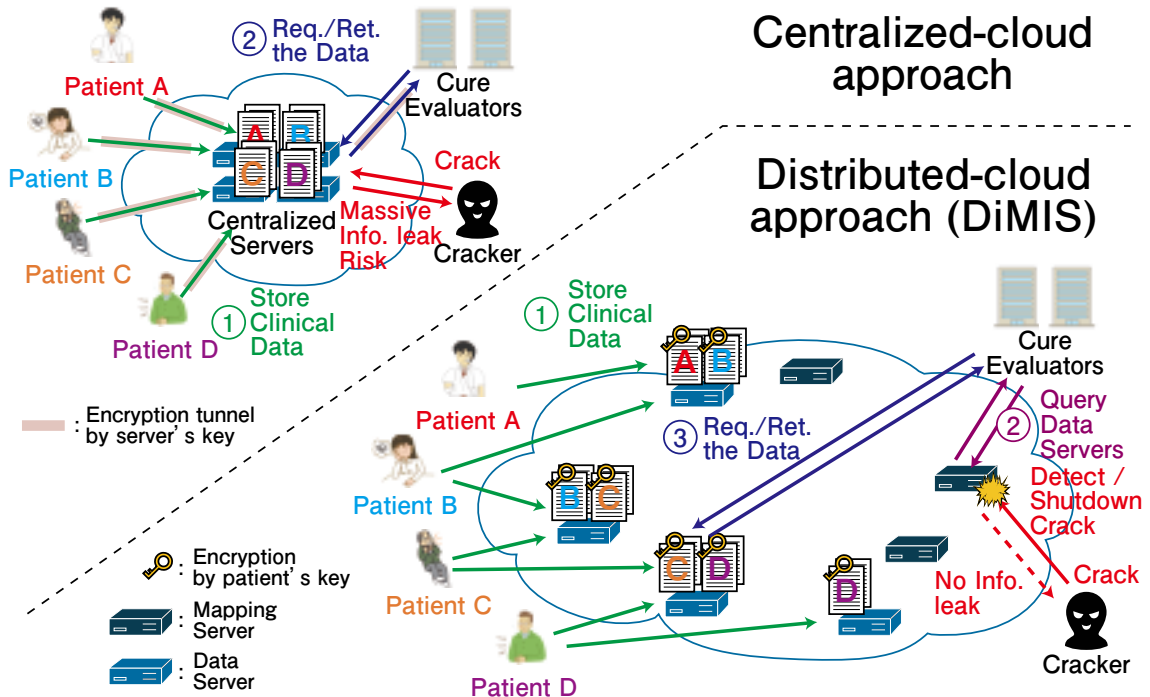 Centralized-cloud
approach
② Req./Ret.
the Data
Cure
Evaluators
Patient A
Patient B
Patient C
Patient D
A
B
C
D
Centralized
Servers
Crack
Massive
Info. leak
Risk
Cracker
① Store
Clinical
Data
: Encryption tunnel
by server's key
Distributed-cloud
approach (DiMIS)
① Store
Clinical
Data
Cure
Evaluators
A
B
Patient A
③ Req./Ret.
the Data
② Query
Data
Servers
Patient B
B
C
Detect /
Shutdown
Crack
C
D
D
No Info.
leak
Crack
Patient C
Cracker
Patient D
: Encryption
by patient's key
: Mapping
Server
: Data
Server